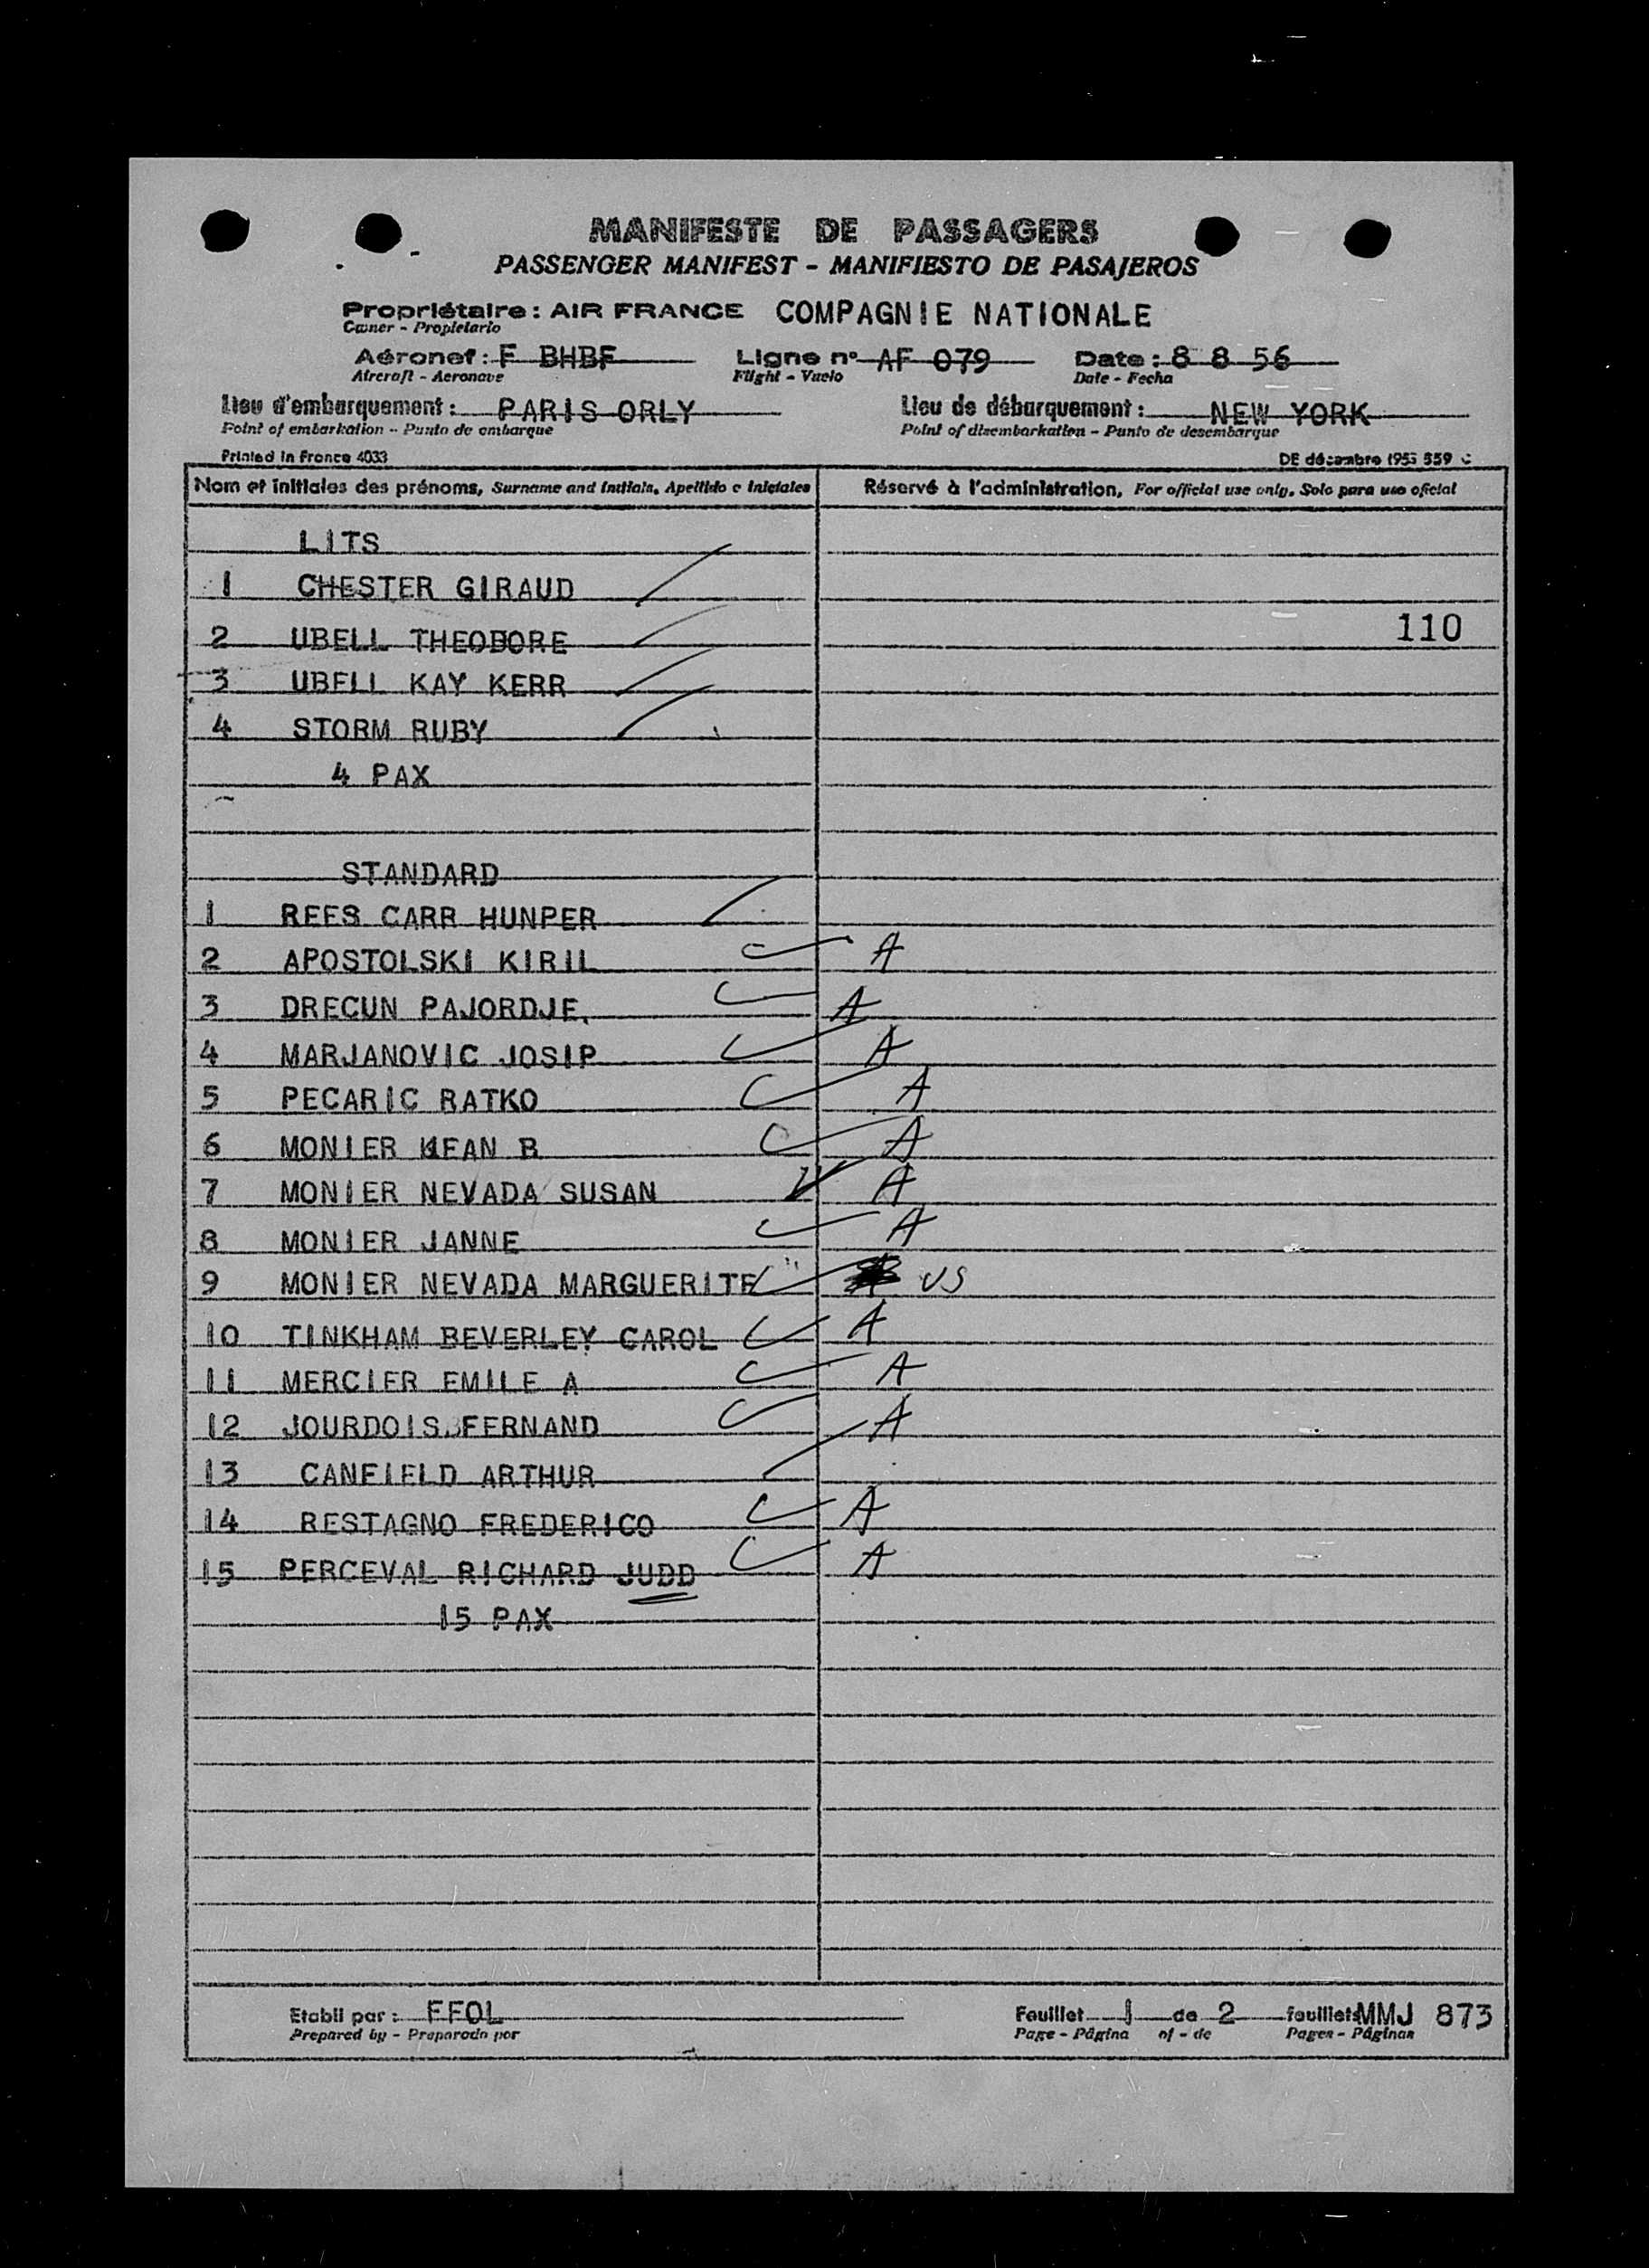 MANIFESTE DE PASSAGERS
PASSENGER MANIFEST - MANIFIESTO DE PASAJEROS
Propriétaire : AIR FRANCE COMPAGNIE NATIONALE
Owner - Propietario
Aéronef : F BHBF Ligne n° AF 079 Date : 8 8 56
Aircraft - Aeronave Flight - Vuelo Date - Fecha
Lieu d'embarquement : PARIS ORLY Lieu de débarquement : NEW YORK
Point of embarkation - Punto de embarque Point of disembarkation - Punto de desembarque
Printed in France 4033 DE décembre 1955 559 C
Nom et initiales des prénoms, Surname and initials, Apellido e iniciales Réservé à l'administration, For official use only, Solo para uso oficial
LITS
1 CHESTER GIRAUD
2 UBELL THEODORE 110
3 UBELL KAY KERR
4 STORM RUBY
4 PAX
STANDARD
1 REES CARR HUNPER
2 APOSTOLSKI KIRIL A
3 DRECUN PAJORDJE. A
4 MARJANOVIC JOSIP A
5 PECARIC RATKO A
6 MONIER JEAN B A
7 MONIER NEVADA SUSAN A
8 MONIER JANNE A
9 MONIER NEVADA MARGUERITE US
10 TINKHAM BEVERLEY CAROL A
11 MERCIER EMILE A A
12 JOURDOIS FERNAND A
13 CANFIELD ARTHUR
14 RESTAGNO FREDERICO A
15 PERCEVAL RICHARD JUDD A
15 PAX
Etabli par : FFOL Feuillet 1 de 2 feuillets MMJ 873
Prepared by - Preparado por Page - Página of - de Pages - Páginas